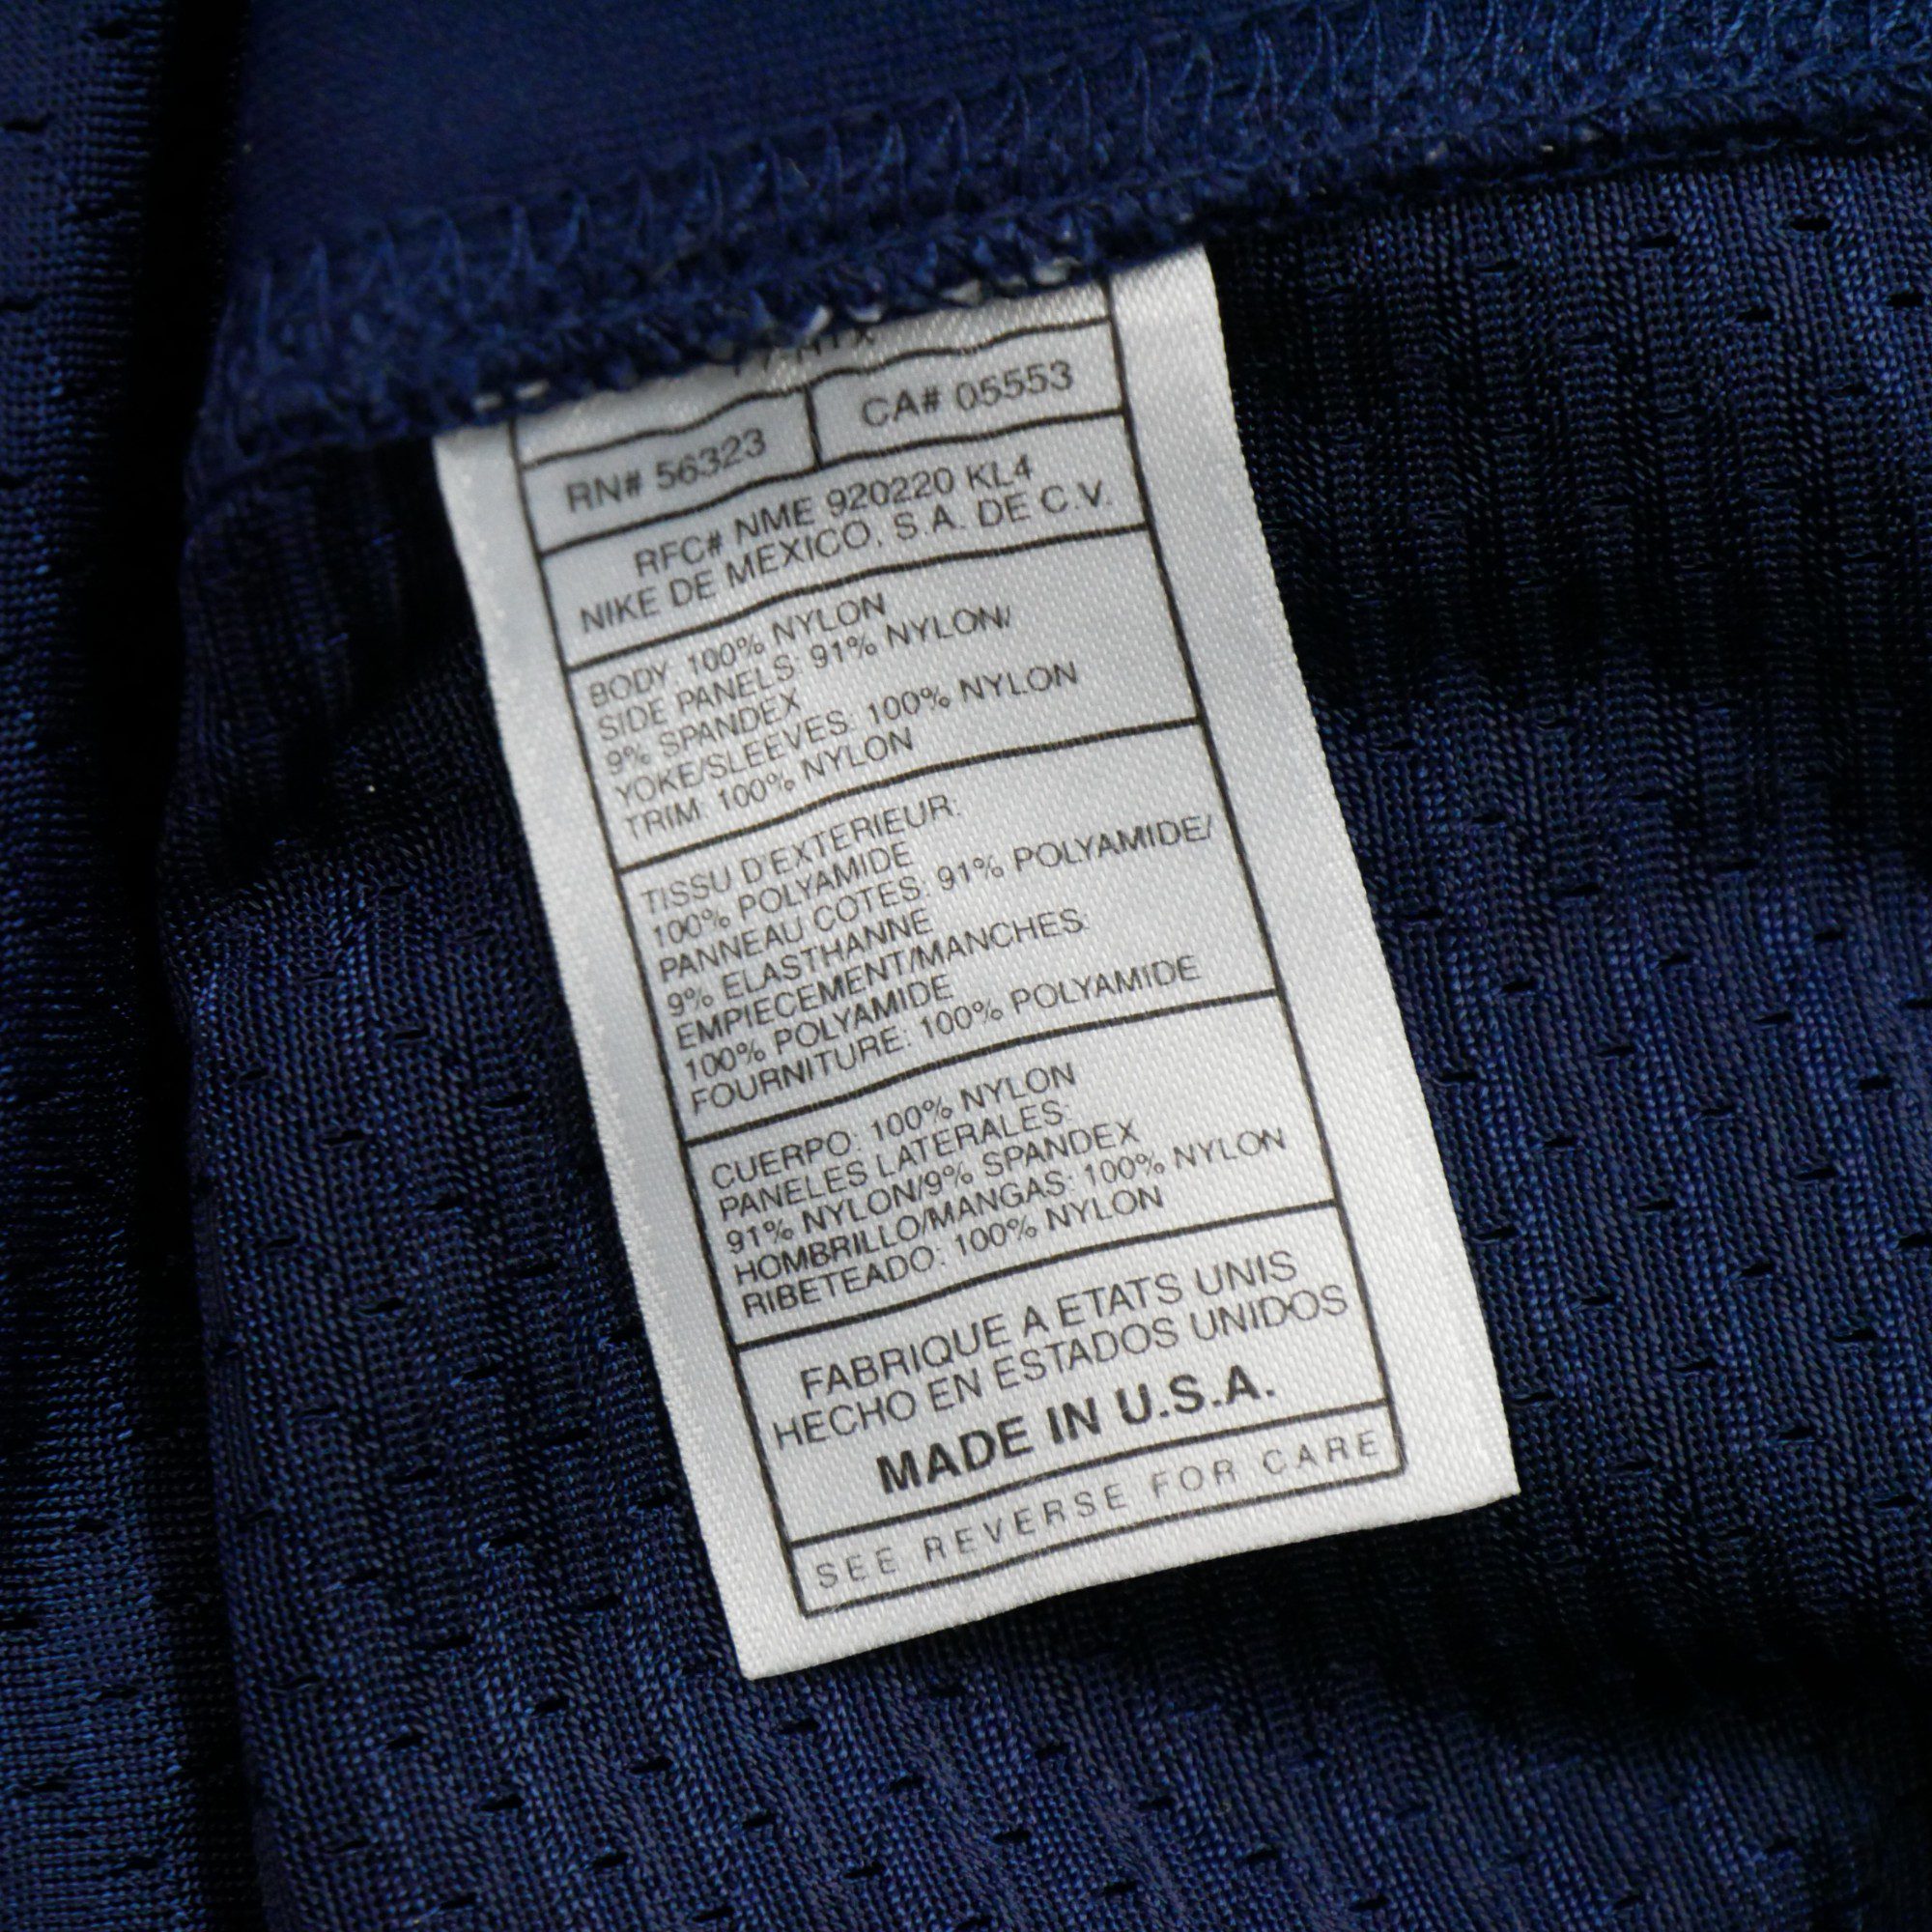 RN# 56323
CA# 05553
RFC# NME 920220 KL4
NIKE DE MEXICO, S.A. DE C.V.
BODY: 100% NYLON
SIDE PANELS: 91% NYLON/
9% SPANDEX
YOKE/SLEEVES: 100% NYLON
TRIM: 100% NYLON
TISSU D'EXTERIEUR:
100% POLYAMIDE
PANNEAU COTES: 91% POLYAMIDE/
9% ELASTHANNE
EMPIECEMENT/MANCHES:
100% POLYAMIDE
FOURNITURE: 100% POLYAMIDE
CUERPO: 100% NYLON
PANELES LATERALES:
91% NYLON/9% SPANDEX
HOMBRILLO/MANGAS: 100% NYLON
RIBETEADO: 100% NYLON
FABRIQUE A ETATS UNIS
HECHO EN ESTADOS UNIDOS
MADE IN U.S.A.
SEE REVERSE FOR CARE